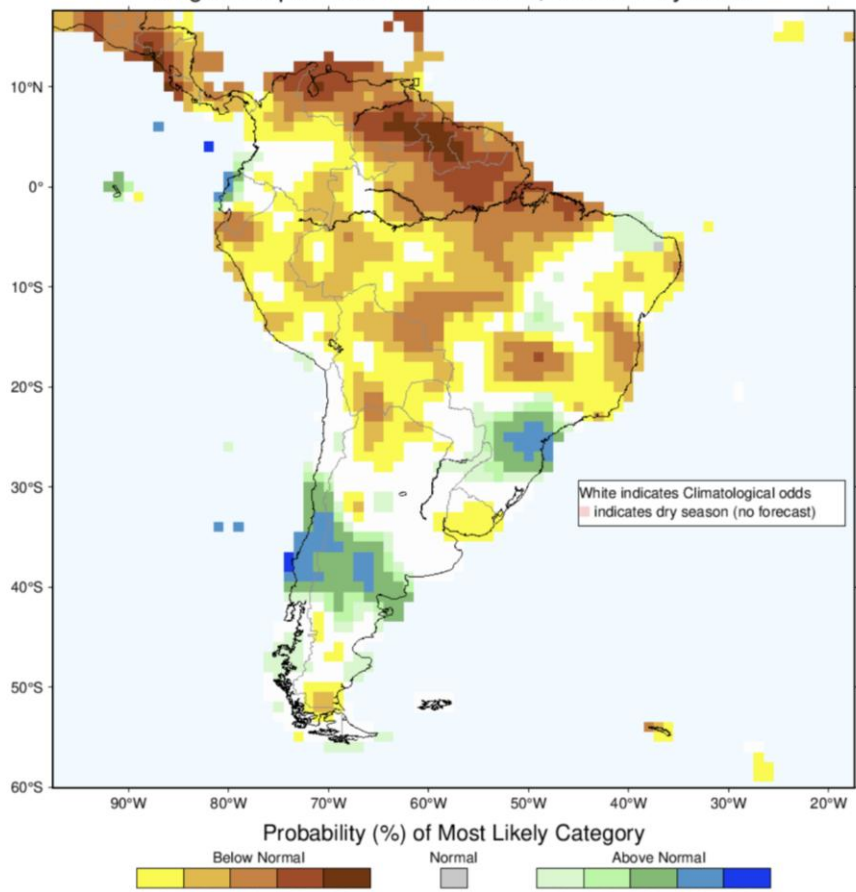 10°N
0°
10°S
20°S
30°S
White indicates Climatological odds
indicates dry season (no forecast)
40°S
50°S
60°S
90°W 80°W 70°W 60°W 50°W 40°W 30°W 20°W
Probability (%) of Most Likely Category
Below Normal Normal Above Normal